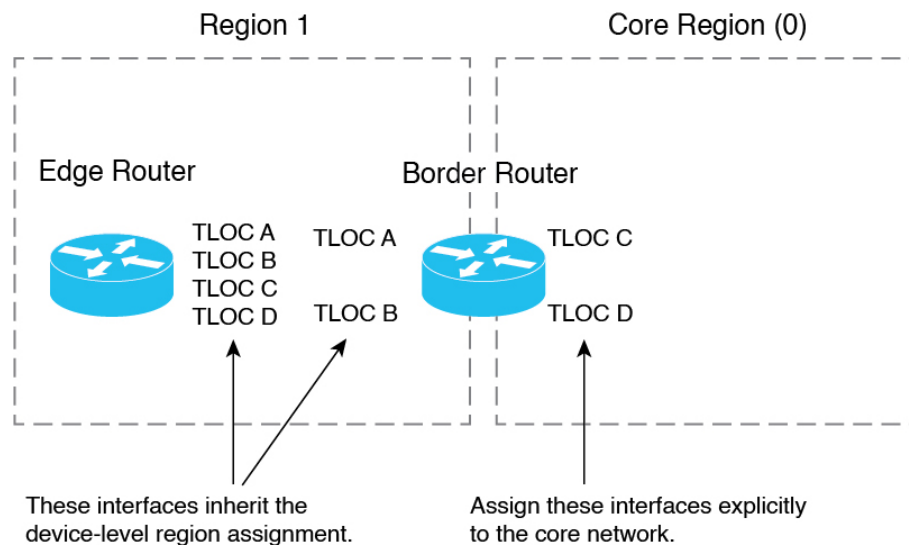 Region 1
Core Region (0)
Edge Router
Border Router
TLOC A
TLOC B
TLOC C
TLOC D
TLOC A
TLOC B
TLOC C
TLOC D
These interfaces inherit the
device-level region assignment.
Assign these interfaces explicitly
to the core network.